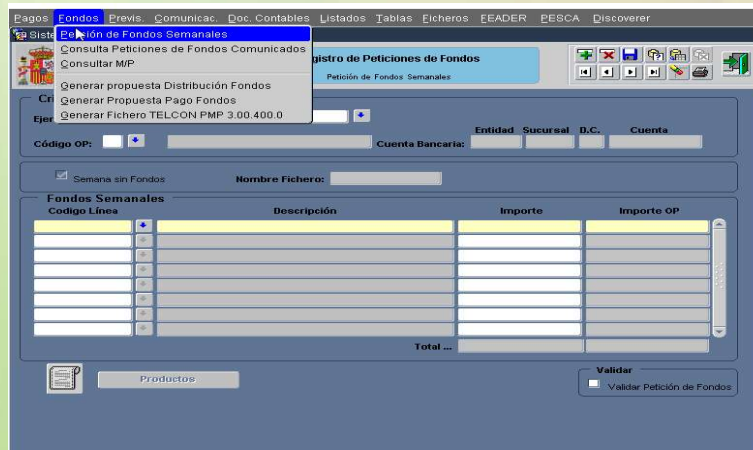 Pagos Fondos Previs. Comunicac. Doc. Contables Listados Tablas Ficheros FEADER PESCA Discoverer
Siste
Petición de Fondos Semanales
Consulta Peticiones de Fondos Comunicados
Consultar M/P
Generar propuesta Distribución Fondos
Generar Propuesta Pago Fondos
Generar Fichero TELCON PMP 3.00.400.0
gistro de Peticiones de Fondos
Petición de Fondos Semanales
Cri
Ejer
Entidad Sucursal D.C. Cuenta
Código OP: Cuenta Bancaria:
Semana sin Fondos Nombre Fichero:
Fondos Semanales
Codigo Línea Descripción Importe Importe OP
Total ...
Productos
Validar
Validar Petición de Fondos